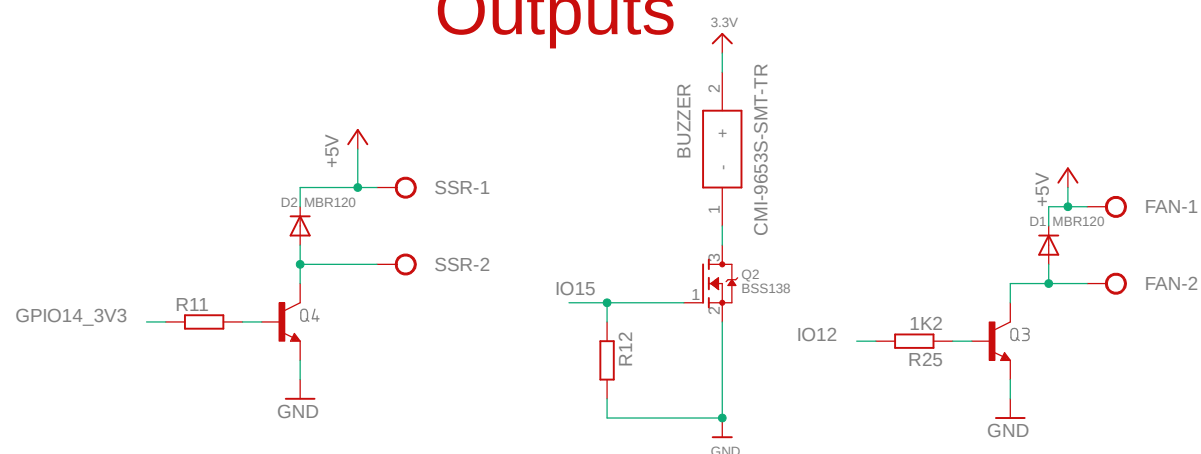 Outputs
+5V
SSR-1
D2 MBR120
SSR-2
GPIO14_3V3
R11
Q4
GND
3.3V
2
BUZZER
+
-
CMI-9653S-SMT-TR
1
3
Q2
BSS138
IO15
1
2
R12
GND
+5V
FAN-1
D1 MBR120
FAN-2
IO12
1K2
R25
Q3
GND